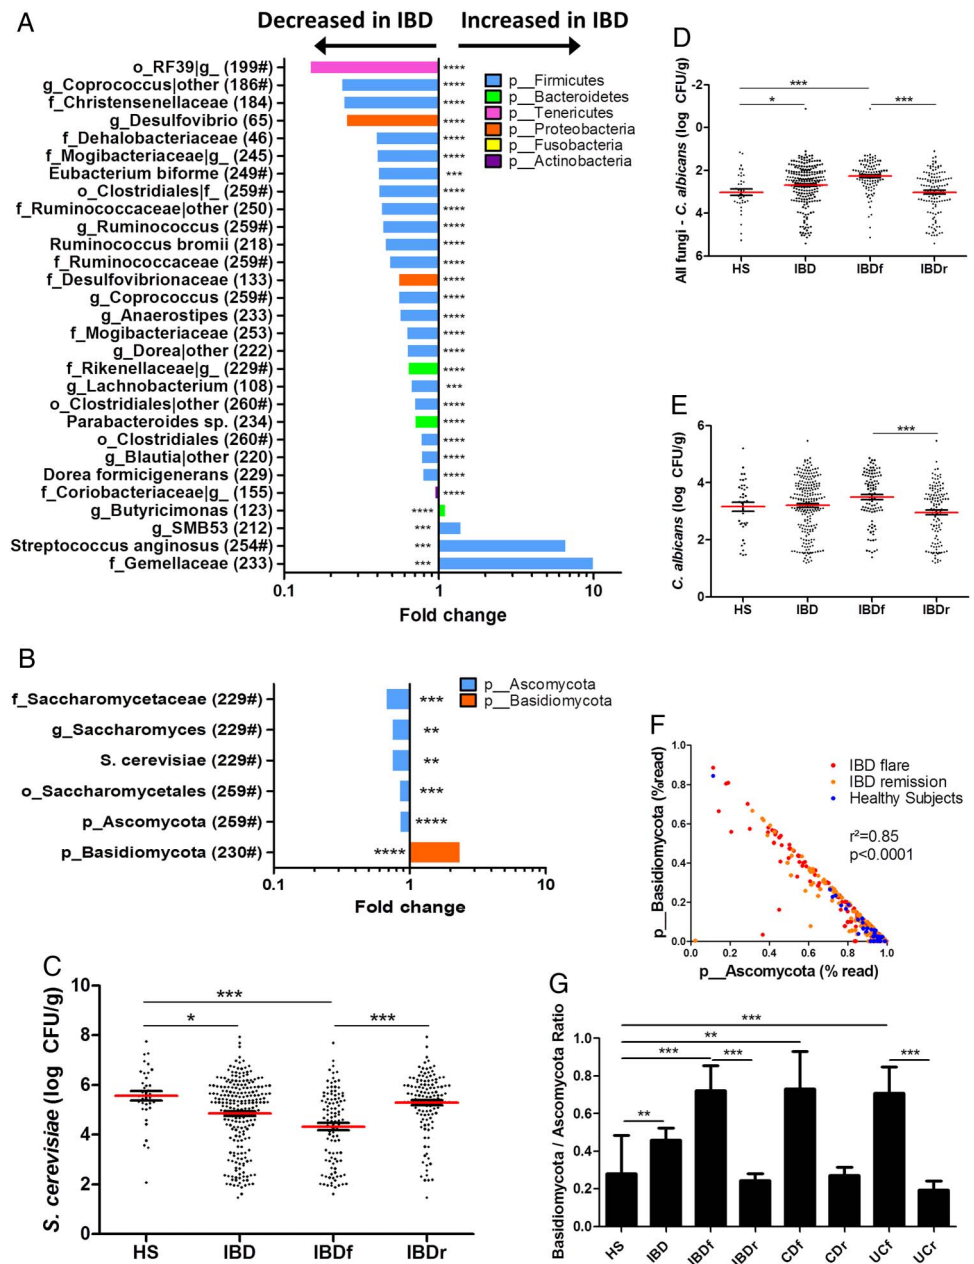 A
Decreased in IBD
Increased in IBD
o_RF39|g_ (199#)
****
g_Coprococcus|other (186#)
****
f_Christensenellaceae (184)
****
g_Desulfovibrio (65)
****
f_Dehalobacteriaceae (46)
****
f_Mogibacteriaceae|g_ (245)
****
Eubacterium biforme (249#)
***
o_Clostridiales|f_ (259#)
****
f_Ruminococcaceae|other (250)
****
g_Ruminococcus (259#)
****
Ruminococcus bromii (218)
****
f_Ruminococcaceae (259#)
****
f_Desulfovibrionaceae (133)
****
g_Coprococcus (259#)
****
g_Anaerostipes (233)
****
f_Mogibacteriaceae (253)
****
g_Dorea|other (222)
****
f_Rikenellaceae|g_ (229#)
****
g_Lachnobacterium (108)
***
o_Clostridiales|other (260#)
****
Parabacteroides sp. (234)
****
o_Clostridiales (260#)
****
g_Blautia|other (220)
****
Dorea formicigenerans (229)
****
f_Coriobacteriaceae|g_ (155)
****
g_Butyricimonas (123)
****
g_SMB53 (212)
***
Streptococcus anginosus (254#)
***
f_Gemellaceae (233)
***
0.1
1
10
Fold change
p__Firmicutes
p__Bacteroidetes
p__Tenericutes
p__Proteobacteria
p__Fusobacteria
p__Actinobacteria
B
f_Saccharomycetaceae (229#)
***
g_Saccharomyces (229#)
**
S. cerevisiae (229#)
**
o_Saccharomycetales (259#)
***
p_Ascomycota (259#)
****
p_Basidiomycota (230#)
****
0.1
1
10
Fold change
p__Ascomycota
p__Basidiomycota
C
S. cerevisiae (log CFU/g)
10
8
6
4
2
0
***
*
***
HS
IBD
IBDf
IBDr
D
All fungi - C. albicans (log CFU/g)
-2
0
2
4
6
***
*
***
HS
IBD
IBDf
IBDr
E
C. albicans (log CFU/g)
6
4
2
0
***
HS
IBD
IBDf
IBDr
F
p__Basidiomycota (%read)
1.0
0.8
0.6
0.4
0.2
0.0
0.0
0.2
0.4
0.6
0.8
1.0
p__Ascomycota (% read)
IBD flare
IBD remission
Healthy Subjects
r²=0.85
p<0.0001
G
Basidiomycota / Ascomycota Ratio
1.0
0.8
0.6
0.4
0.2
0.0
***
**
***
***
***
**
HS
IBD
IBDf
IBDr
CDf
CDr
UCf
UCr